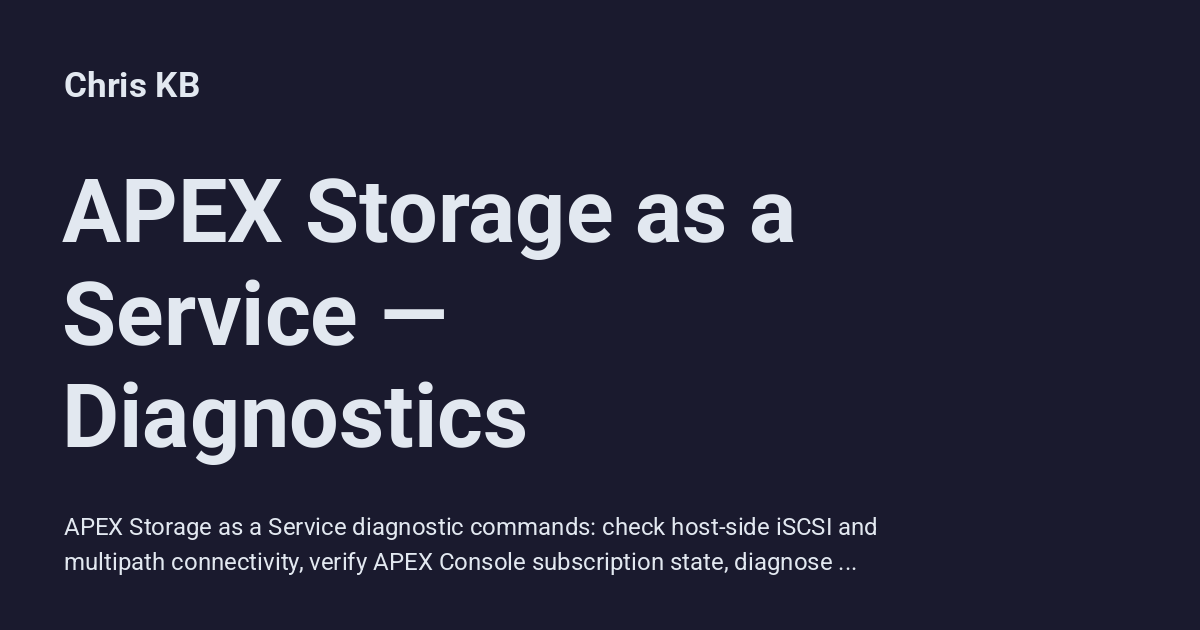 Chris KB
APEX Storage as a
Service —
Diagnostics
APEX Storage as a Service diagnostic commands: check host-side iSCSI and
multipath connectivity, verify APEX Console subscription state, diagnose ...